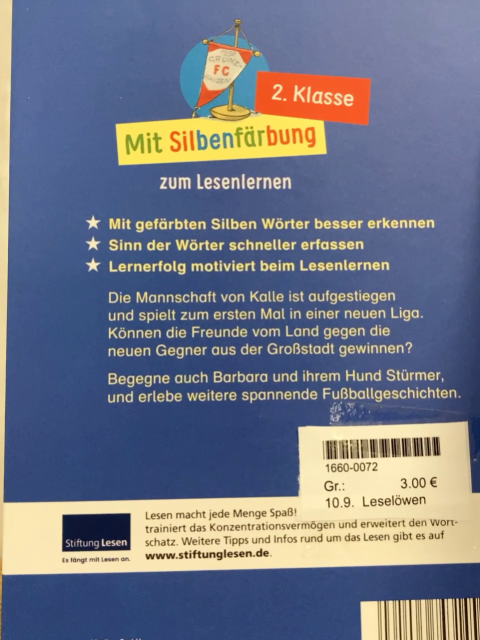 FC
2. Klasse
Mit Silbenfärbung
zum Lesenlernen
Mit gefärbten Silben Wörter besser erkennen
Sinn der Wörter schneller erfassen
Lernerfolg motiviert beim Lesenlernen
Die Mannschaft von Kalle ist aufgestiegen
und spielt zum ersten Mal in einer neuen Liga.
Können die Freunde vom Land gegen die
neuen Gegner aus der Großstadt gewinnen?
Begegne auch Barbara und ihrem Hund Stürmer,
und erlebe weitere spannende Fußballgeschichten.
1660-0072
Gr.: 3.00 €
10.9. Leselöwen
Stiftung Lesen
Es fängt mit Lesen an.
Lesen macht jede Menge Spaß!
trainiert das Konzentrationsvermögen und erweitert den Wort-
schatz. Weitere Tipps und Infos rund um das Lesen gibt es auf
www.stiftunglesen.de.